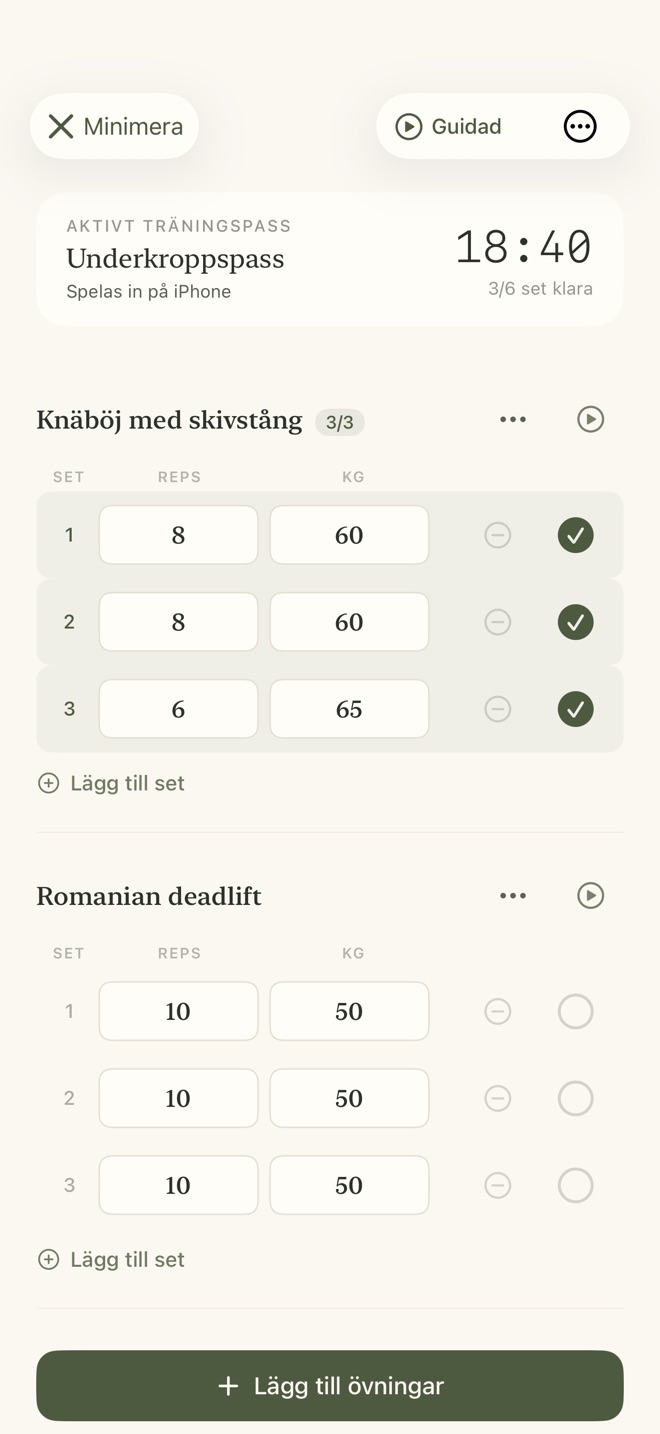 Minimera
Guidad
AKTIVT TRÄNINGSPASS
Underkroppspass
Spelas in på iPhone
18:40
3/6 set klara
Knäböj med skivstång 3/3
SET REPS KG
1 8 60
2 8 60
3 6 65
Lägg till set
Romanian deadlift
SET REPS KG
1 10 50
2 10 50
3 10 50
Lägg till set
Lägg till övningar